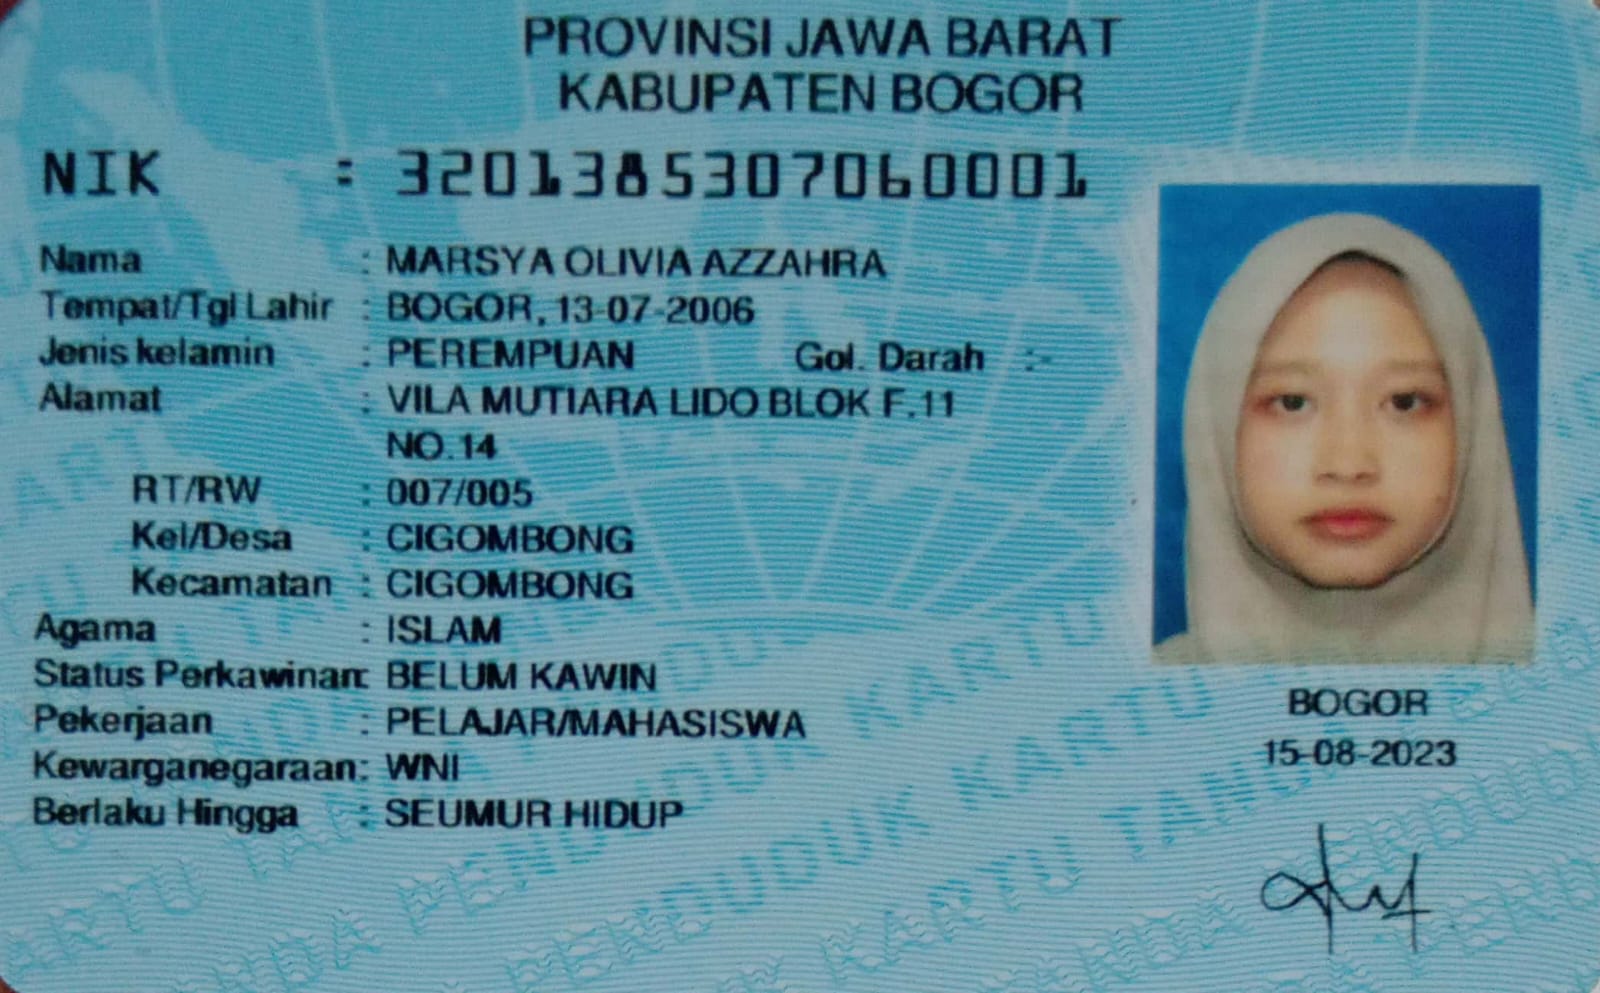 PROVINSI JAWA BARAT
KABUPATEN BOGOR
NIK : 3201385307060001
Nama : MARSYA OLIVIA AZZAHRA
Tempat/Tgl Lahir : BOGOR, 13-07-2006
Jenis kelamin : PEREMPUAN Gol. Darah :-
Alamat : VILA MUTIARA LIDO BLOK F.11
NO.14
RT/RW : 007/005
Kel/Desa : CIGOMBONG
Kecamatan : CIGOMBONG
Agama : ISLAM
Status Perkawinan: BELUM KAWIN
Pekerjaan : PELAJAR/MAHASISWA
Kewarganegaraan: WNI
Berlaku Hingga : SEUMUR HIDUP
BOGOR
15-08-2023